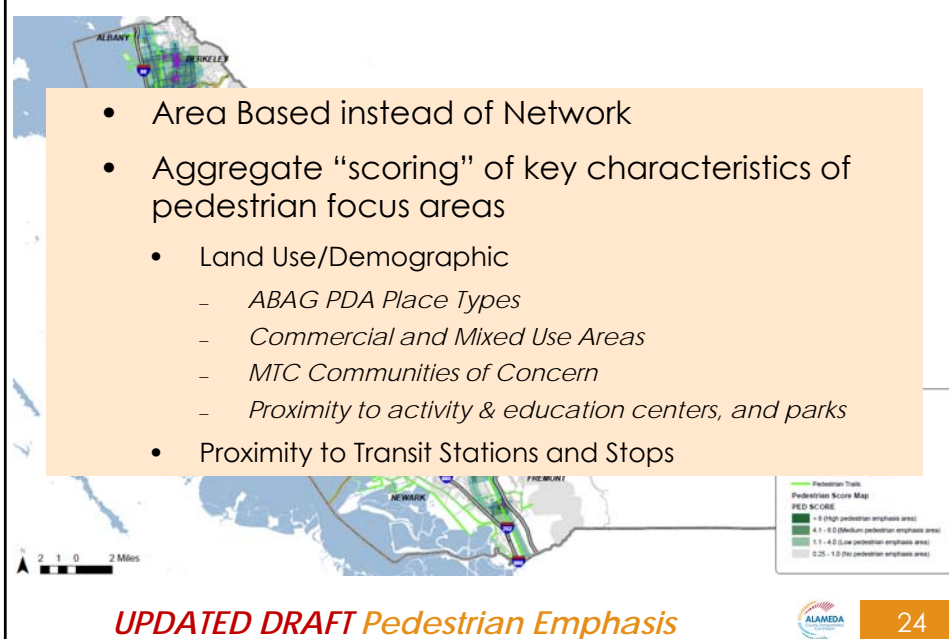 ALBANY
BERKELEY
• Area Based instead of Network
• Aggregate “scoring” of key characteristics of
pedestrian focus areas
• Land Use/Demographic
– ABAG PDA Place Types
– Commercial and Mixed Use Areas
– MTC Communities of Concern
– Proximity to activity & education centers, and parks
• Proximity to Transit Stations and Stops
NEWARK
FREMONT
Pedestrian Trails
Pedestrian Score Map
PED SCORE
(High pedestrian emphasis area)
4.1 - 8.0 (Medium pedestrian emphasis area)
1.1 - 4.0 (Low pedestrian emphasis area)
0.25 - 1.0 (No pedestrian emphasis area)
N
2 1 0 2 Miles
UPDATED DRAFT Pedestrian Emphasis
ALAMEDA
County Transportation
Commission
24